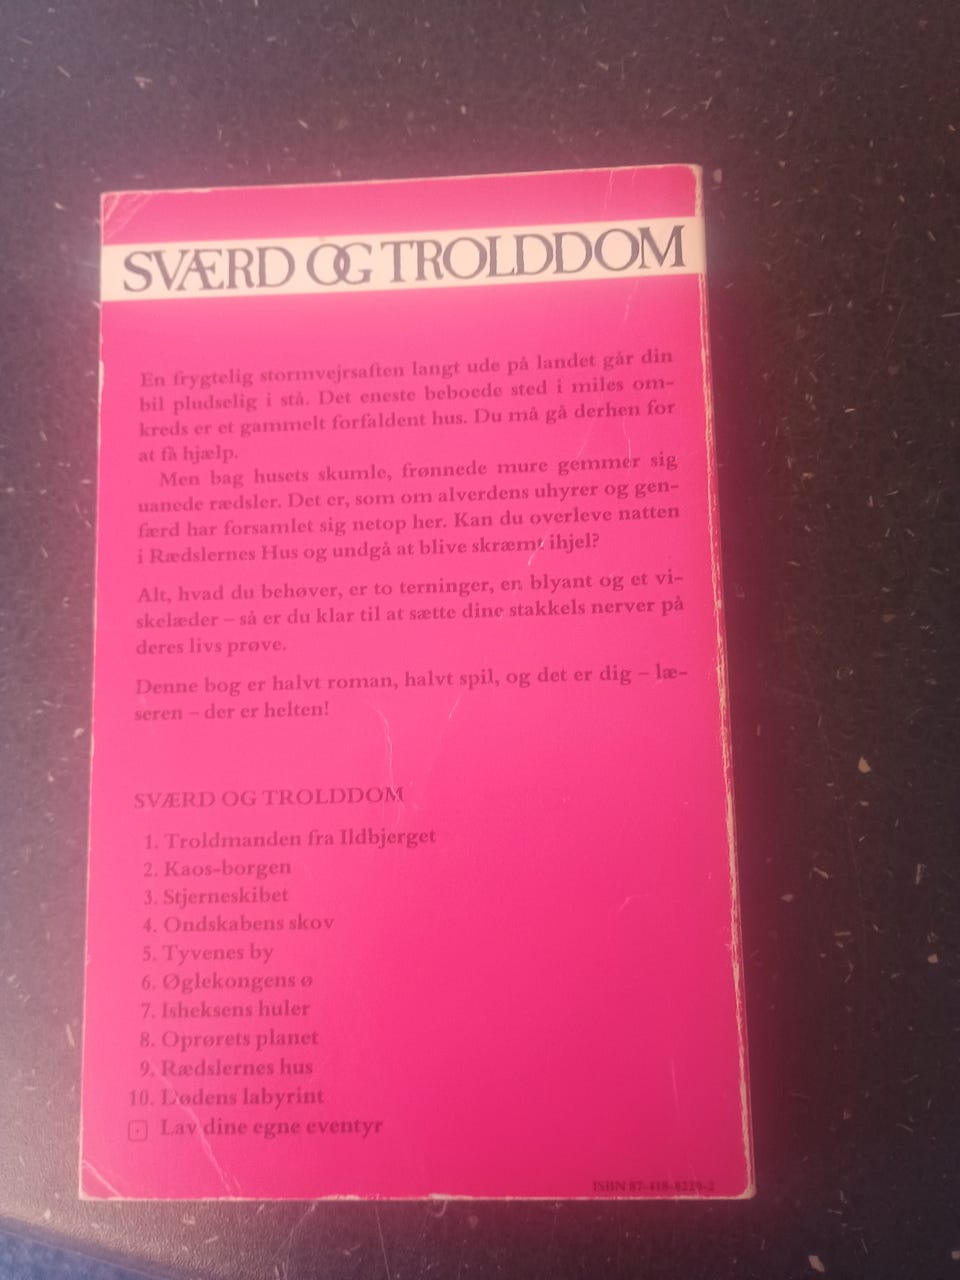 SVÆRD OG TROLDDOM
En frygtelig stormvejrsaften langt ude på landet går din
bil pludselig i stå. Det eneste beboede sted i miles om-
kreds er et gammelt forfaldent hus. Du må gå derhen for
at få hjælp.
Men bag husets skumle, frønnede mure gemmer sig
uanede rædsler. Det er, som om alverdens uhyrer og gen-
færd har forsamlet sig netop her. Kan du overleve natten
i Rædslernes Hus og undgå at blive skræmt ihjel?
Alt, hvad du behøver, er to terninger, en blyant og et vi-
skelæder – så er du klar til at sætte dine stakkels nerver på
deres livs prøve.
Denne bog er halvt roman, halvt spil, og det er dig – læ-
seren – der er helten!
SVÆRD OG TROLDDOM
1. Troldmanden fra Ildbjerget
2. Kaos-borgen
3. Stjerneskibet
4. Ondskabens skov
5. Tyvenes by
6. Øglekongens ø
7. Isheksens huler
8. Oprørets planet
9. Rædslernes hus
10. Dødens labyrint
Lav dine egne eventyr
ISBN 87-418-8229-2